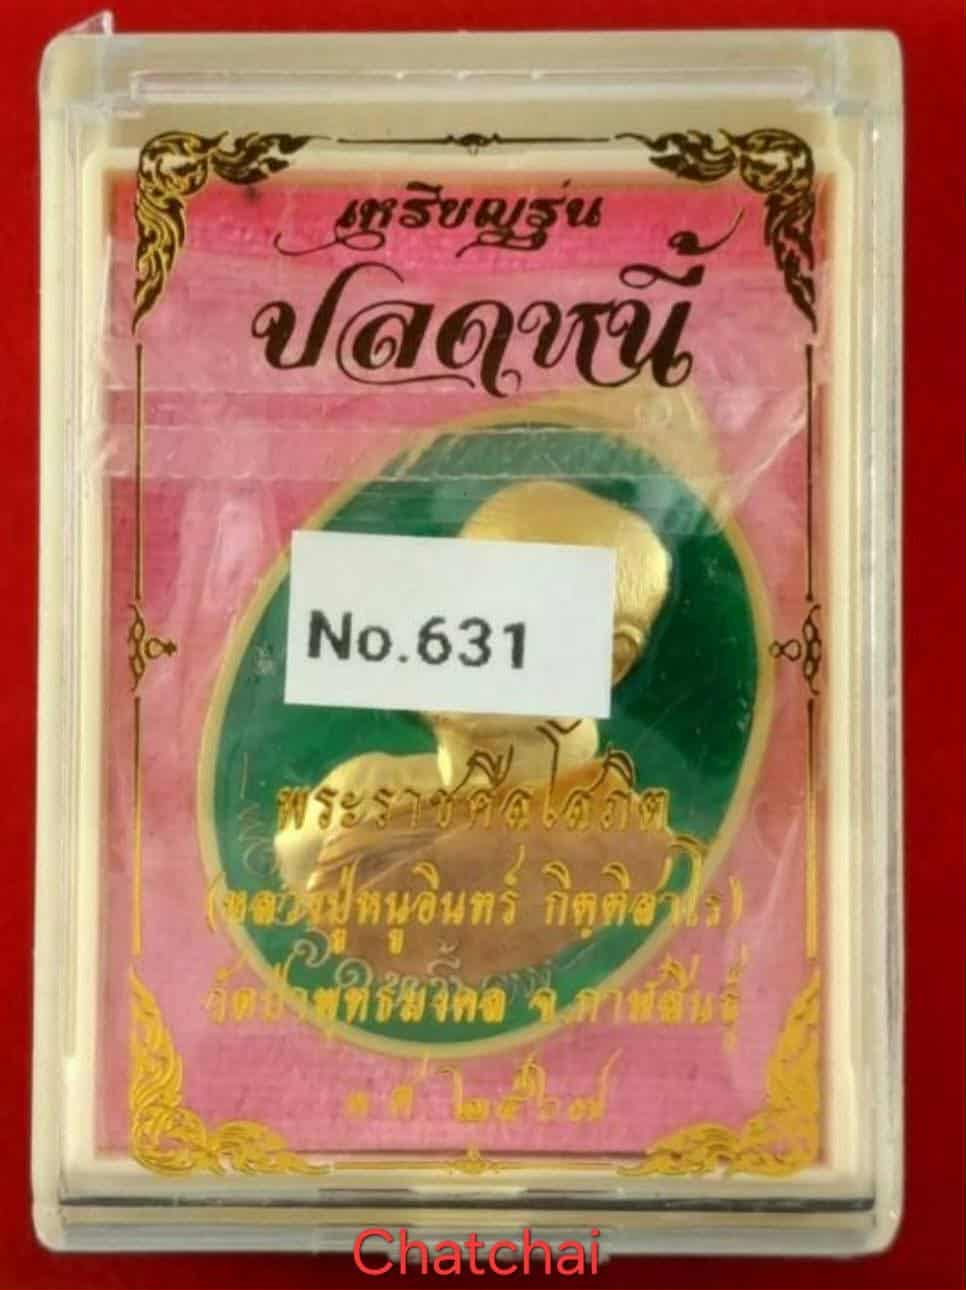 เหรียญรุ่น
ปลดหนี้
No.631
พระราชศีลโสภิต
(หลวงปู่หนูอินทร์ กิตฺติสาโร)
วัดป่าพุทธมงคล จ.กาฬสินธุ์
๒๕๖๗
Chatchai